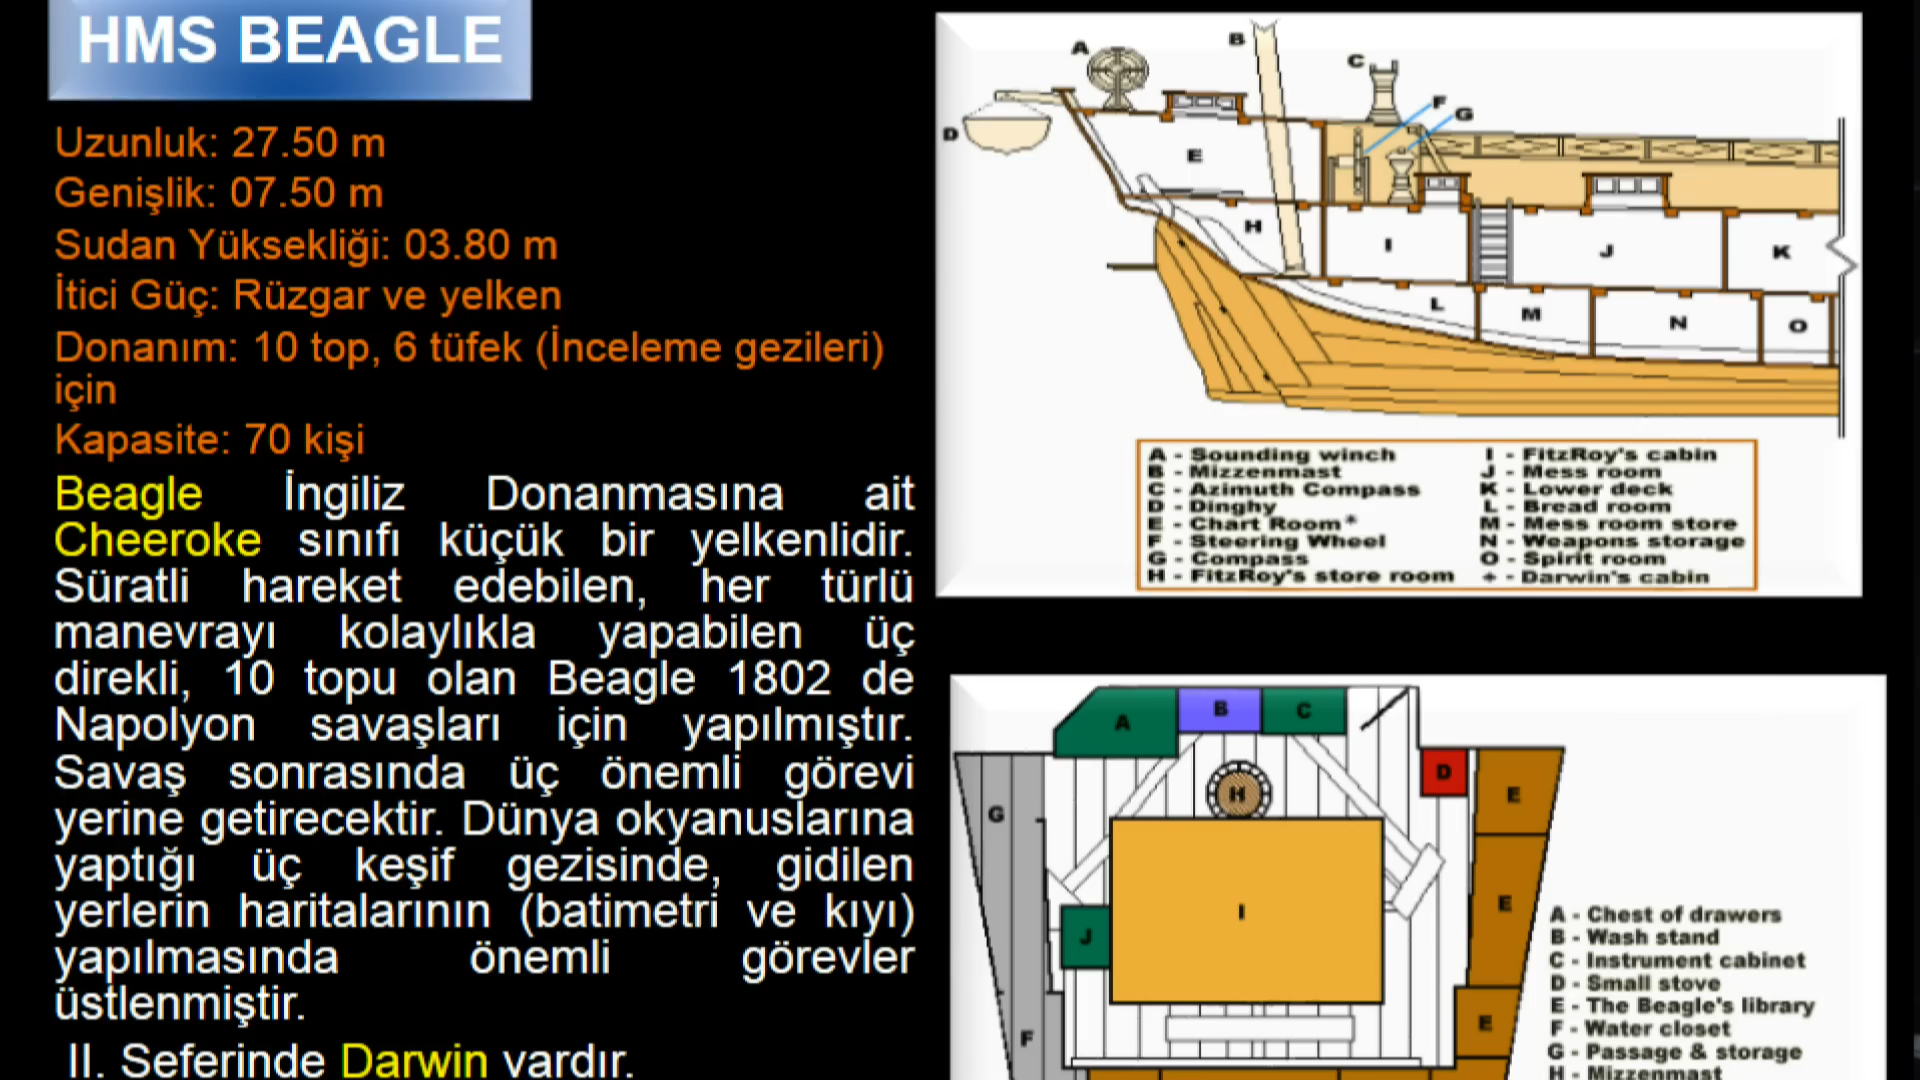 HMS BEAGLE
Uzunluk: 27.50 m
Genişlik: 07.50 m
Sudan Yüksekliği: 03.80 m
İtici Güç: Rüzgar ve yelken
Donanım: 10 top, 6 tüfek (İnceleme gezileri)
için
Kapasite: 70 kişi
Beagle İngiliz Donanmasına ait
Cheeroke sınıfı küçük bir yelkenlidir.
Süratli hareket edebilen, her türlü
manevrayı kolaylıkla yapabilen üç
direkli, 10 topu olan Beagle 1802 de
Napolyon savaşları için yapılmıştır.
Savaş sonrasında üç önemli görevi
yerine getirecektir. Dünya okyanuslarına
yaptığı üç keşif gezisinde, gidilen
yerlerin haritalarının (batimetri ve kıyı)
yapılmasında önemli görevler
üstlenmiştir.
II. Seferinde Darwin vardır.
A
B
C
F
G
D
E
H
I
J
K
L
M
N
O
A - Sounding winch
B - Mizzenmast
C - Azimuth Compass
D - Dinghy
E - Chart Room*
F - Steering Wheel
G - Compass
H - FitzRoy's store room
I - FitzRoy's cabin
J - Mess room
K - Lower deck
L - Bread room
M - Mess room store
N - Weapons storage
O - Spirit room
+ - Darwin's cabin
A
B
C
D
E
H
G
E
I
J
E
F
A - Chest of drawers
B - Wash stand
C - Instrument cabinet
D - Small stove
E - The Beagle's library
F - Water closet
G - Passage & storage
H - Mizzenmast